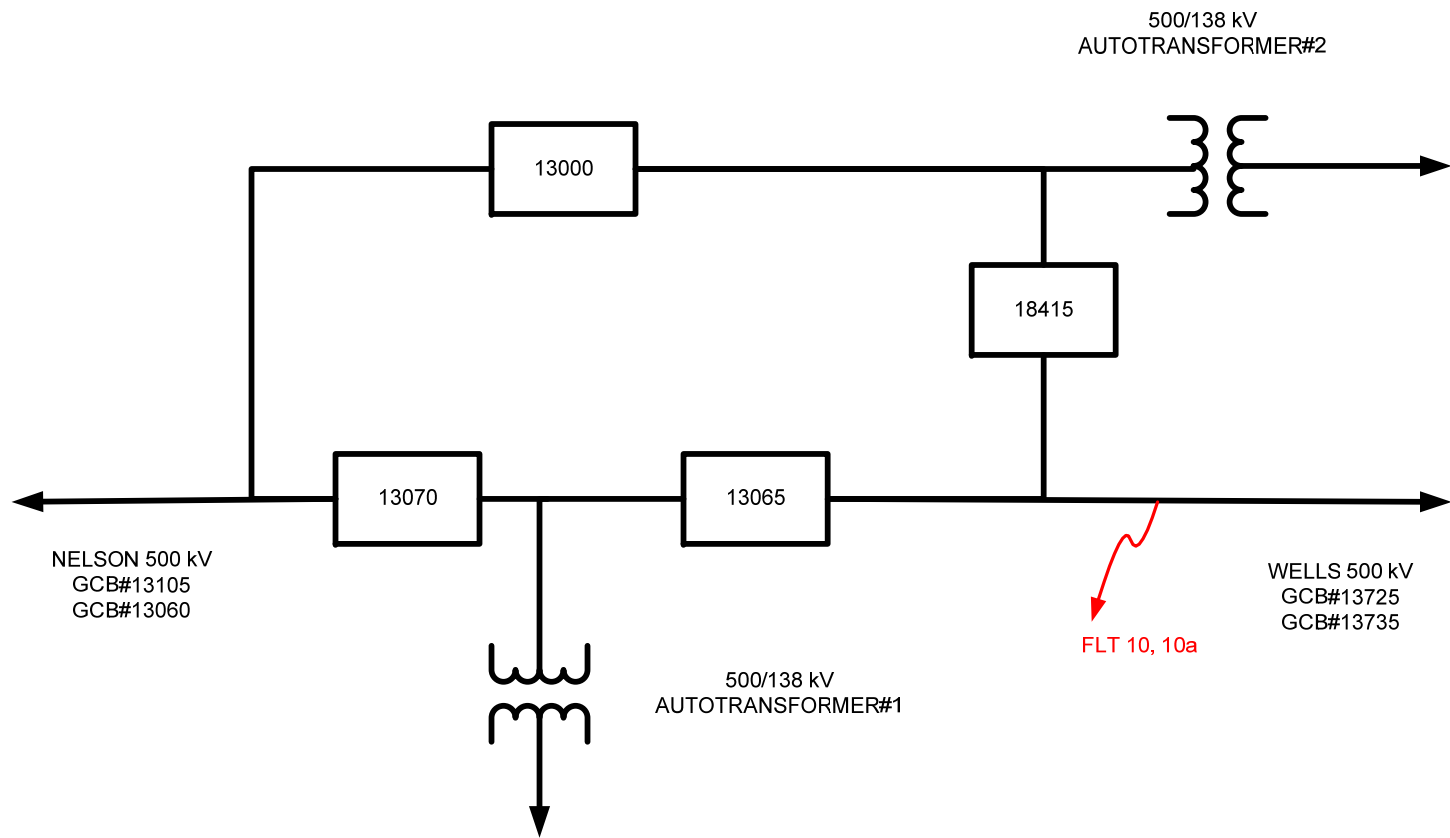 500/138 kV
AUTOTRANSFORMER#2
13000
18415
13070
13065
NELSON 500 kV
GCB#13105
GCB#13060
WELLS 500 kV
GCB#13725
GCB#13735
FLT 10, 10a
500/138 kV
AUTOTRANSFORMER#1